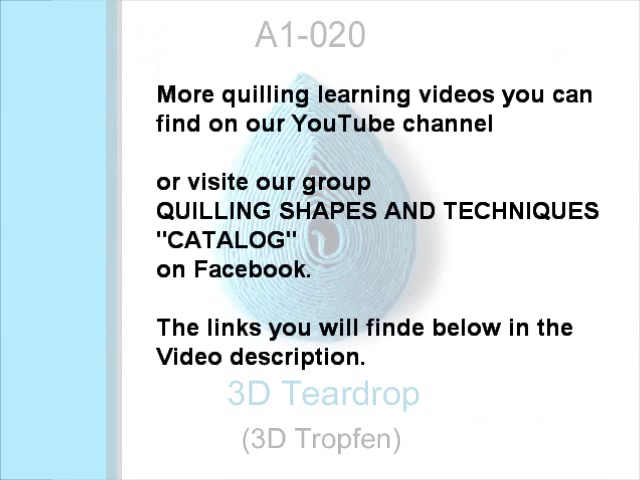 A1-020
More quilling learning videos you can
find on our YouTube channel
or visite our group
QUILLING SHAPES AND TECHNIQUES
"CATALOG"
on Facebook.
The links you will finde below in the
Video description.
3D Teardrop
(3D Tropfen)